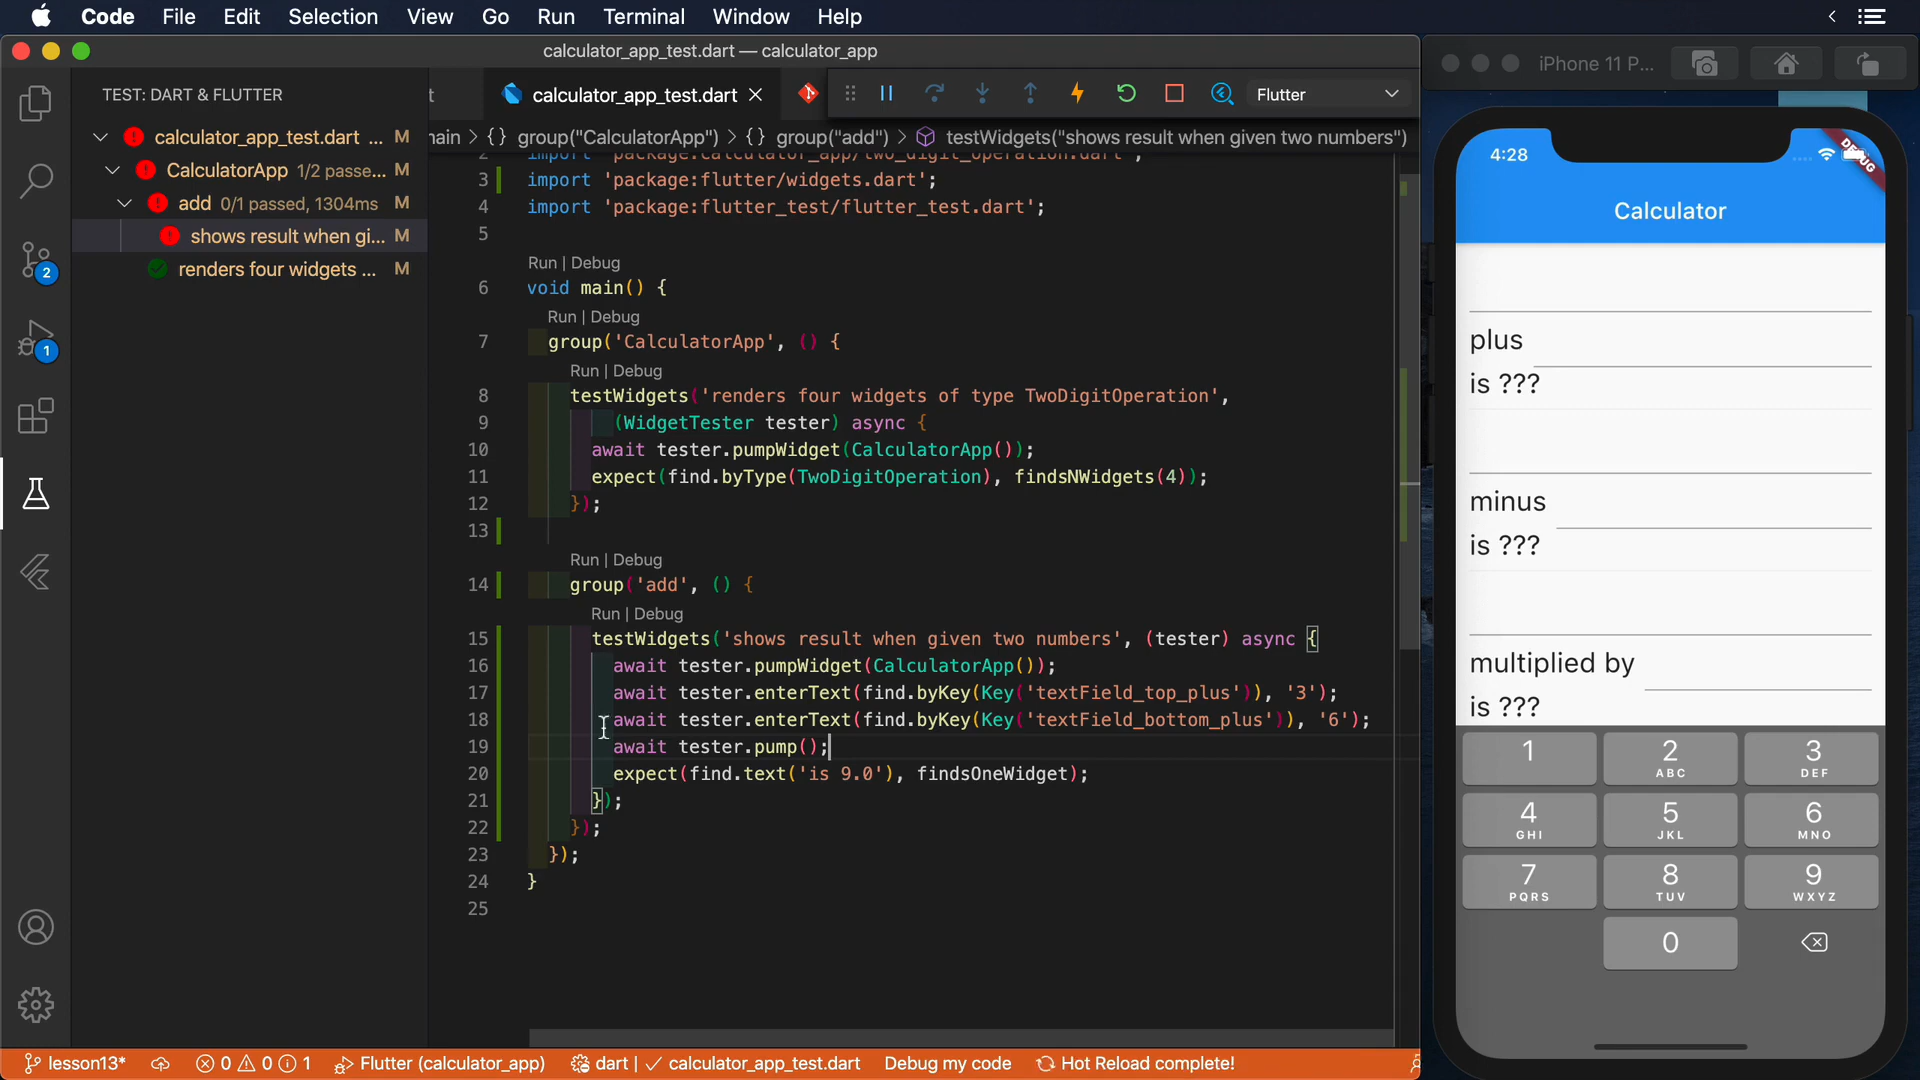 Code File Edit Selection View Go Run Terminal Window Help
calculator_app_test.dart — calculator_app
iPhone 11 P...
TEST: DART & FLUTTER
t
calculator_app_test.dart
Flutter
calculator_app_test.dart ... M
CalculatorApp 1/2 passe... M
add 0/1 passed, 1304ms M
shows result when gi... M
renders four widgets ... M
2
1
nain > {} group("CalculatorApp") > {} group("add") > testWidgets("shows result when given two numbers")
2 import 'package:calculator_app/two_digit_operation.dart';
3 import 'package:flutter/widgets.dart';
4 import 'package:flutter_test/flutter_test.dart';
5
Run | Debug
6 void main() {
Run | Debug
7 group('CalculatorApp', () {
Run | Debug
8 testWidgets('renders four widgets of type TwoDigitOperation',
9 (WidgetTester tester) async {
10 await tester.pumpWidget(CalculatorApp());
11 expect(find.byType(TwoDigitOperation), findsNWidgets(4));
12 });
13
Run | Debug
14 group('add', () {
Run | Debug
15 testWidgets('shows result when given two numbers', (tester) async {
16 await tester.pumpWidget(CalculatorApp());
17 await tester.enterText(find.byKey(Key('textField_top_plus')), '3');
18 await tester.enterText(find.byKey(Key('textField_bottom_plus')), '6');
19 await tester.pump();
20 expect(find.text('is 9.0'), findsOneWidget);
21 });
22 });
23 });
24 }
25
lesson13* 0 0 1 Flutter (calculator_app) dart | ✓ calculator_app_test.dart Debug my code Hot Reload complete!
4:28
DEBUG
Calculator
plus
is ???
minus
is ???
multiplied by
is ???
1
2 ABC
3 DEF
4 GHI
5 JKL
6 MNO
7 PQRS
8 TUV
9 WXYZ
0